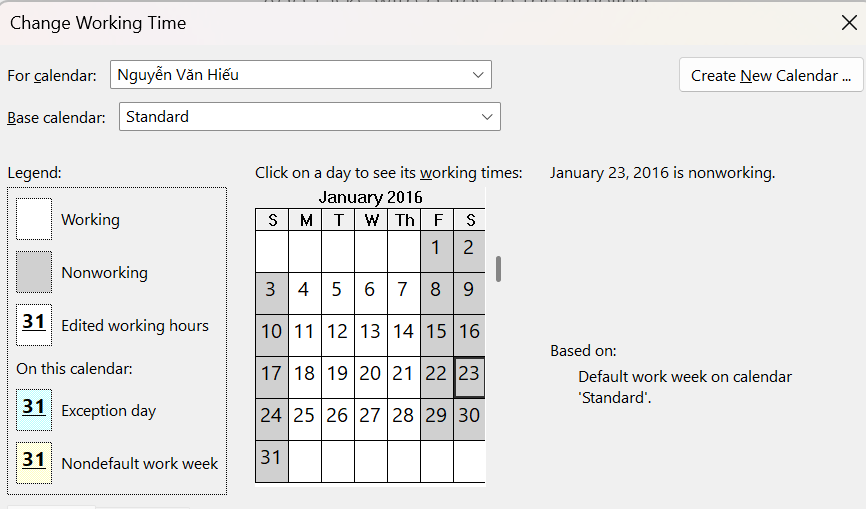 Change Working Time
For calendar: Nguyễn Văn Hiếu
Create New Calendar ...
Base calendar: Standard
Legend:
Click on a day to see its working times:
January 23, 2016 is nonworking.
Working
Nonworking
31 Edited working hours
On this calendar:
31 Exception day
31 Nondefault work week
January 2016
S M T W Th F S
1 2
3 4 5 6 7 8 9
10 11 12 13 14 15 16
17 18 19 20 21 22 23
24 25 26 27 28 29 30
31
Based on:
Default work week on calendar
'Standard'.